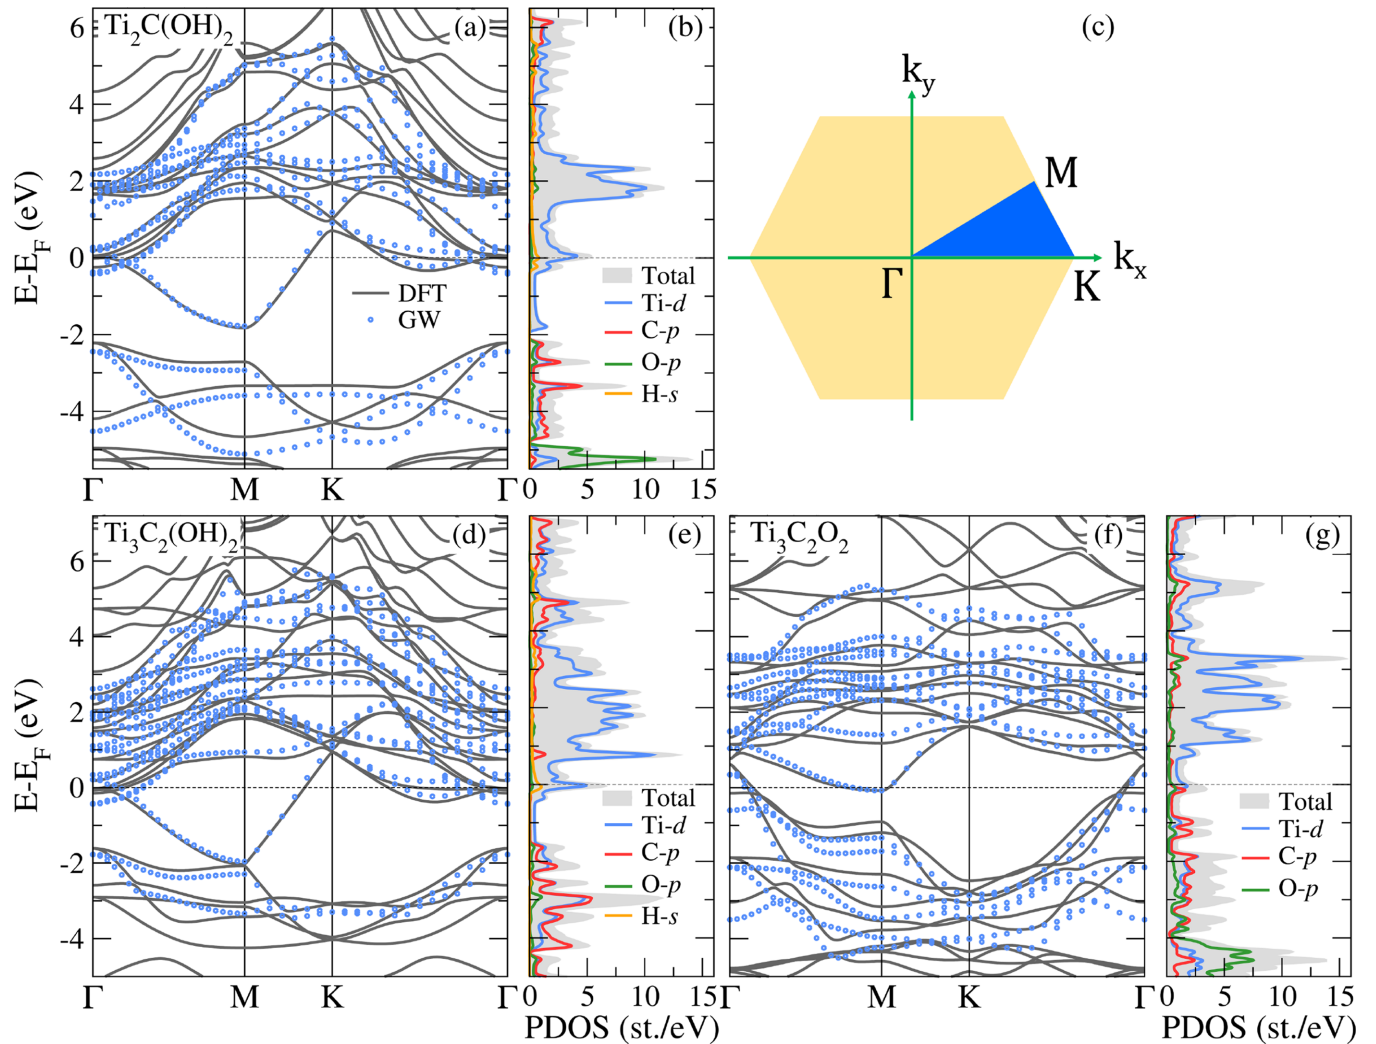 Ti2C(OH)2 (a)
6
4
2
0
-2
-4
E-EF (eV)
DFT
GW
Γ M K Γ
(b)
Total
Ti-d
C-p
O-p
H-s
0 5 10 15
(c)
ky
M
kx
Γ
K
Ti3C2(OH)2 (d)
6
4
2
0
-2
-4
E-EF (eV)
Γ M K Γ
(e)
Total
Ti-d
C-p
O-p
H-s
0 5 10 15
PDOS (st./eV)
Ti3C2O2 (f)
Γ M K Γ
(g)
Total
Ti-d
C-p
O-p
0 5 10 15
PDOS (st./eV)